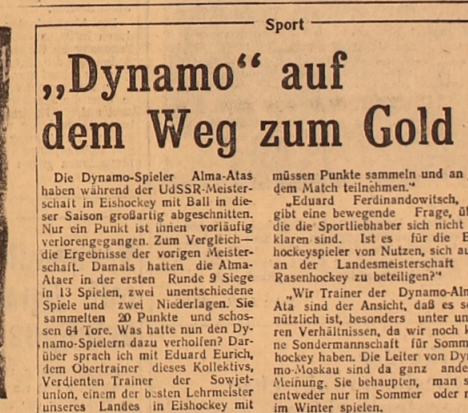 Sport
„Dynamo“ auf
dem Weg zum Gold
Die Dynamo-Spieler Alma-Atas
haben während der UdSSR-Meister-
schaft in Eishockey mit Ball in die-
ser Saison großartig abgeschnitten.
Nur ein Punkt ist ihnen vorläufig
verlorengegangen. Zum Vergleich—
die Ergebnisse der vorigen Meister-
schaft. Damals hatten die Alma-
Ataer in der ersten Runde 9 Siege
in 13 Spielen, zwei unentschiedene
Spiele und zwei Niederlagen. Sie
sammelten 20 Punkte und schos-
sen 64 Tore. Was hatte nun den Dy-
namo-Spielern dazu verholfen? Dar-
über sprach ich mit Eduard Eurich,
dem Obertrainer dieses Kollektivs,
Verdienten Trainer der Sowjet-
union, einem der besten Lehrmeister
unseres Landes in Eishockey mit
müssen Punkte sammeln und an
dem Match teilnehmen.“
„Eduard Ferdinandowitsch,
gibt eine bewegende Frage,
die die Sportliebhaber sich nicht
klaren sind. Ist es für die
hockeyspieler von Nutzen, sich
an der Landesmeisterschaft
Rasenhockey zu beteiligen?“
„Wir Trainer der Dynamo-
Ata sind der Ansicht, daß es
nützlich ist, besonders unter
ren Verhältnissen, da wir noch
ne Sondermannschaft für
hockey haben. Die Leiter von
mo-Moskau sind da ganz
Meinung. Sie behaupten, man
entweder nur im Sommer oder
im Winter spielen.